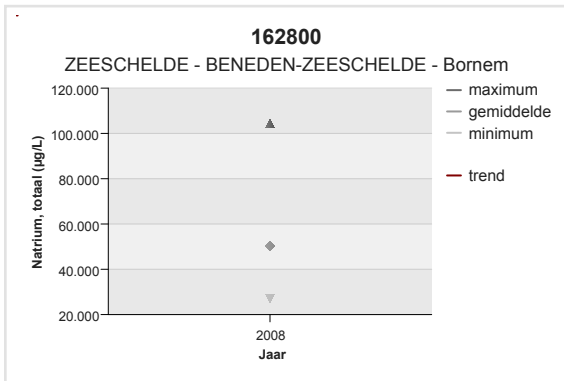 162800
ZEESCHELDE - BENEDEN-ZEESCHELDE - Bornem
120.000
100.000
80.000
60.000
40.000
20.000
Natrium, totaal (µg/L)
2008
Jaar
maximum
gemiddelde
minimum
trend